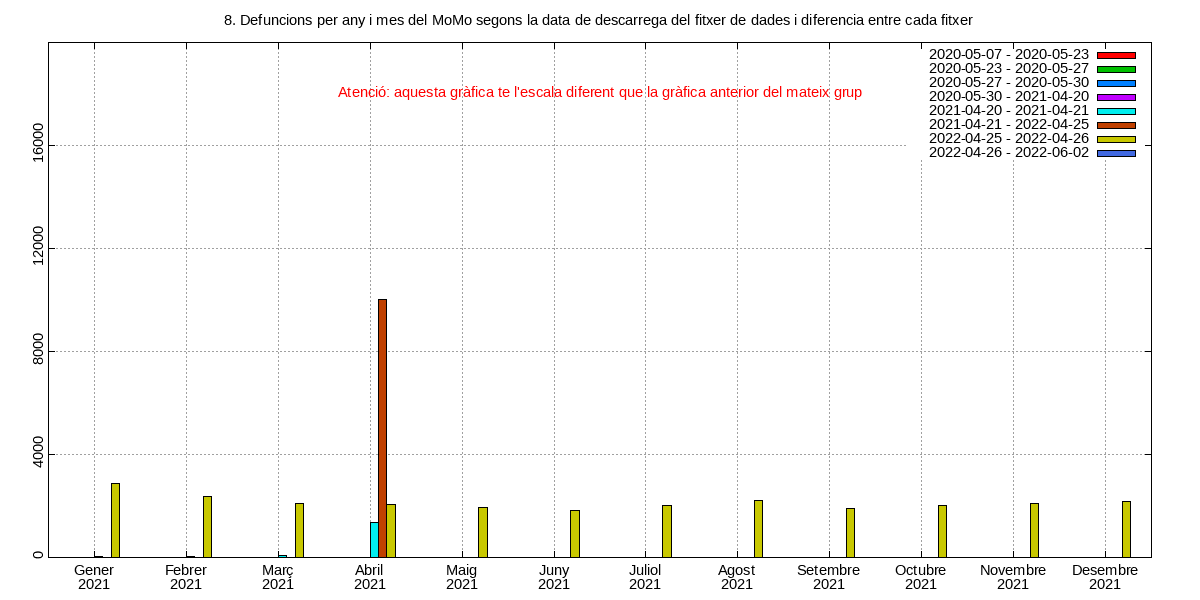 8. Defuncions per any i mes del MoMo segons la data de descarrega del fitxer de dades i diferencia entre cada fitxer
2020-05-07 - 2020-05-23
2020-05-23 - 2020-05-27
2020-05-27 - 2020-05-30
2020-05-30 - 2021-04-20
2021-04-20 - 2021-04-21
2021-04-21 - 2022-04-25
2022-04-25 - 2022-04-26
2022-04-26 - 2022-06-02
Atenció: aquesta gràfica te l'escala diferent que la gràfica anterior del mateix grup
16000
12000
8000
4000
0
Gener Febrer Març Abril Maig Juny Juliol Agost Setembre Octubre Novembre Desembre
2021 2021 2021 2021 2021 2021 2021 2021 2021 2021 2021 2021